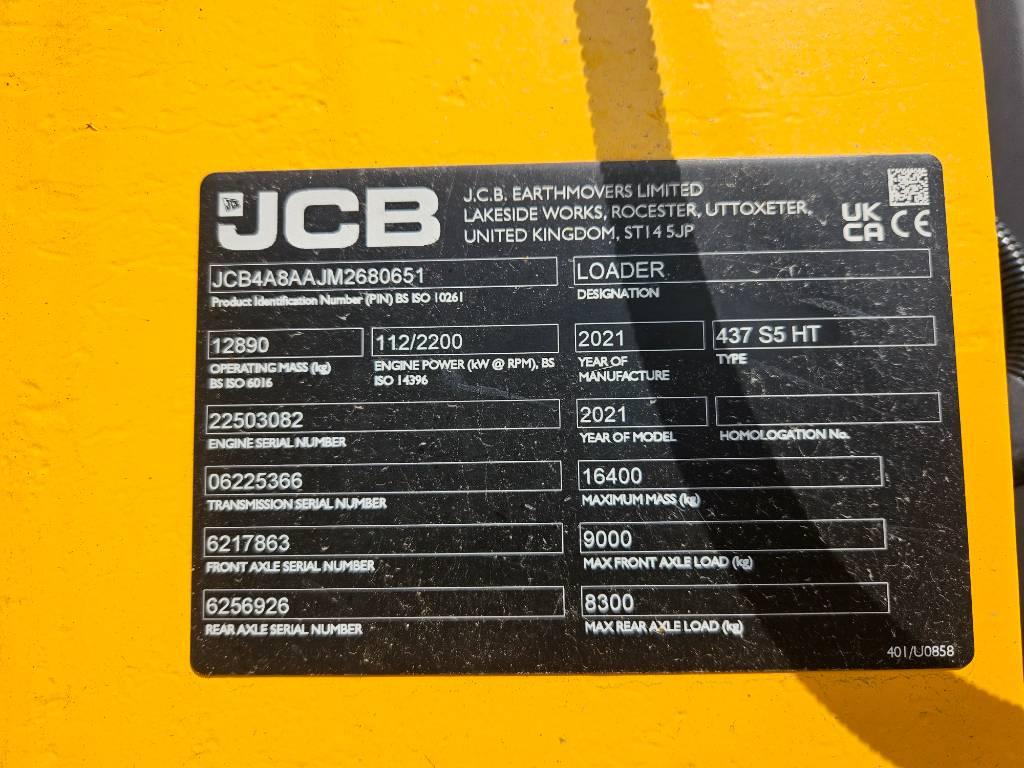 JCB
J.C.B. EARTHMOVERS LIMITED
LAKESIDE WORKS, ROCESTER, UTTOXETER,
UNITED KINGDOM, ST14 5JP
UK
CA CE
JCB4A8AAJM2680651
Product Identification Number (PIN) BS ISO 10261
LOADER
DESIGNATION
12890
OPERATING MASS (kg)
BS ISO 6016
112/2200
ENGINE POWER (kW @ RPM), BS
ISO 14396
2021
YEAR OF
MANUFACTURE
437 S5 HT
TYPE
22503082
ENGINE SERIAL NUMBER
2021
YEAR OF MODEL
HOMOLOGATION No.
06225366
TRANSMISSION SERIAL NUMBER
16400
MAXIMUM MASS (kg)
6217863
FRONT AXLE SERIAL NUMBER
9000
MAX FRONT AXLE LOAD (kg)
6256926
REAR AXLE SERIAL NUMBER
8300
MAX REAR AXLE LOAD (kg)
401/U0858